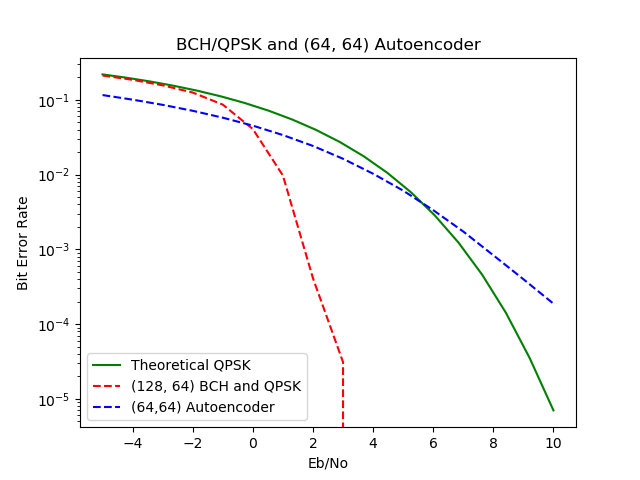 BCH/QPSK and (64, 64) Autoencoder
Bit Error Rate
10⁻¹
10⁻²
10⁻³
10⁻⁴
10⁻⁵
Theoretical QPSK
(128, 64) BCH and QPSK
(64,64) Autoencoder
−4 −2 0 2 4 6 8 10
Eb/No